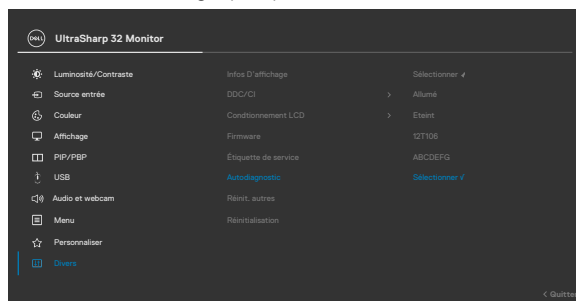 DELL UltraSharp 32 Monitor
Luminosité/Contraste Infos D'affichage Sélectionner
Source entrée DDC/CI > Allumé
Couleur Condtionnement LCD > Eteint
Affichage Firmware 12T106
PIP/PBP Étiquette de service ABCDEFG
USB Autodiagnostic Sélectionner
Audio et webcam Réinit. autres
Menu Réinitialisation
Personnaliser
Divers
< Quitter